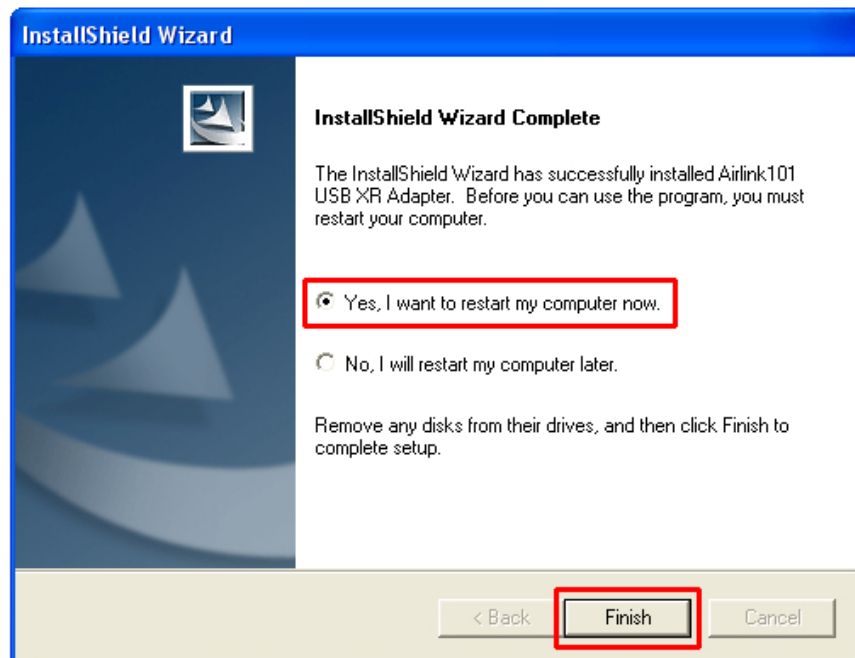 InstallShield Wizard
InstallShield Wizard Complete
The InstallShield Wizard has successfully installed Airlink101
USB XR Adapter.  Before you can use the program, you must
restart your computer.
Yes, I want to restart my computer now.
No, I will restart my computer later.
Remove any disks from their drives, and then click Finish to
complete setup.
< Back
Finish
Cancel